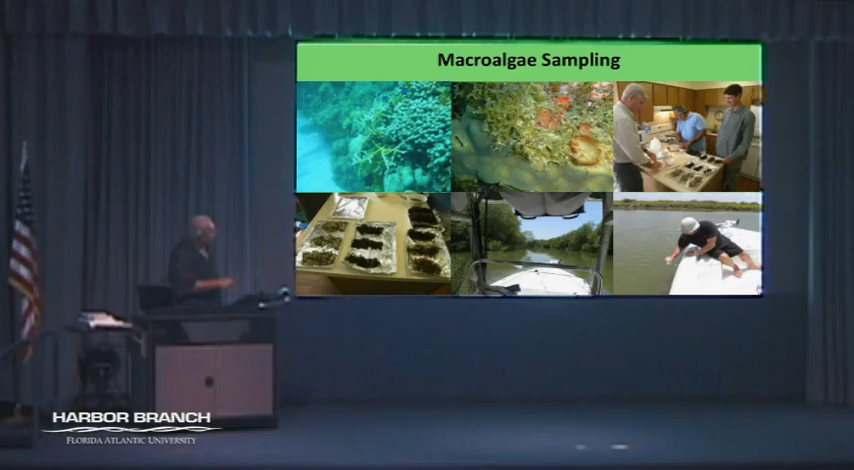 Macroalgae Sampling
HARBOR BRANCH
FLORIDA ATLANTIC UNIVERSITY